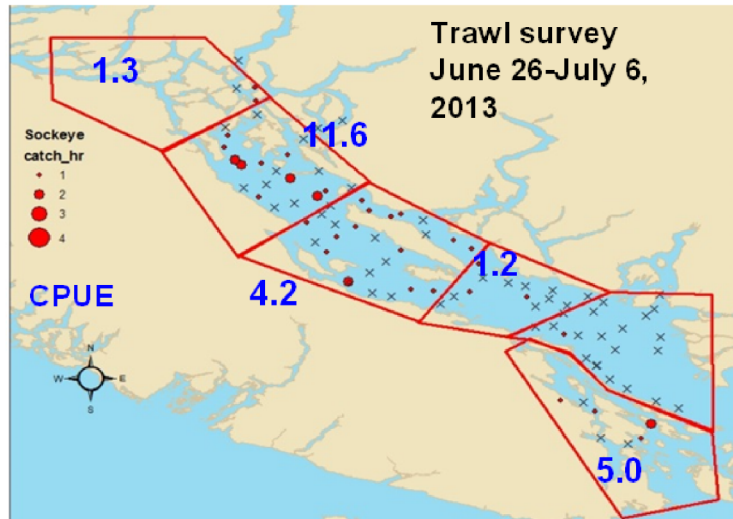 Trawl survey
June 26-July 6,
2013
1.3
11.6
Sockeye
catch_hr
1
2
3
4
CPUE
4.2
1.2
N
W E
S
5.0